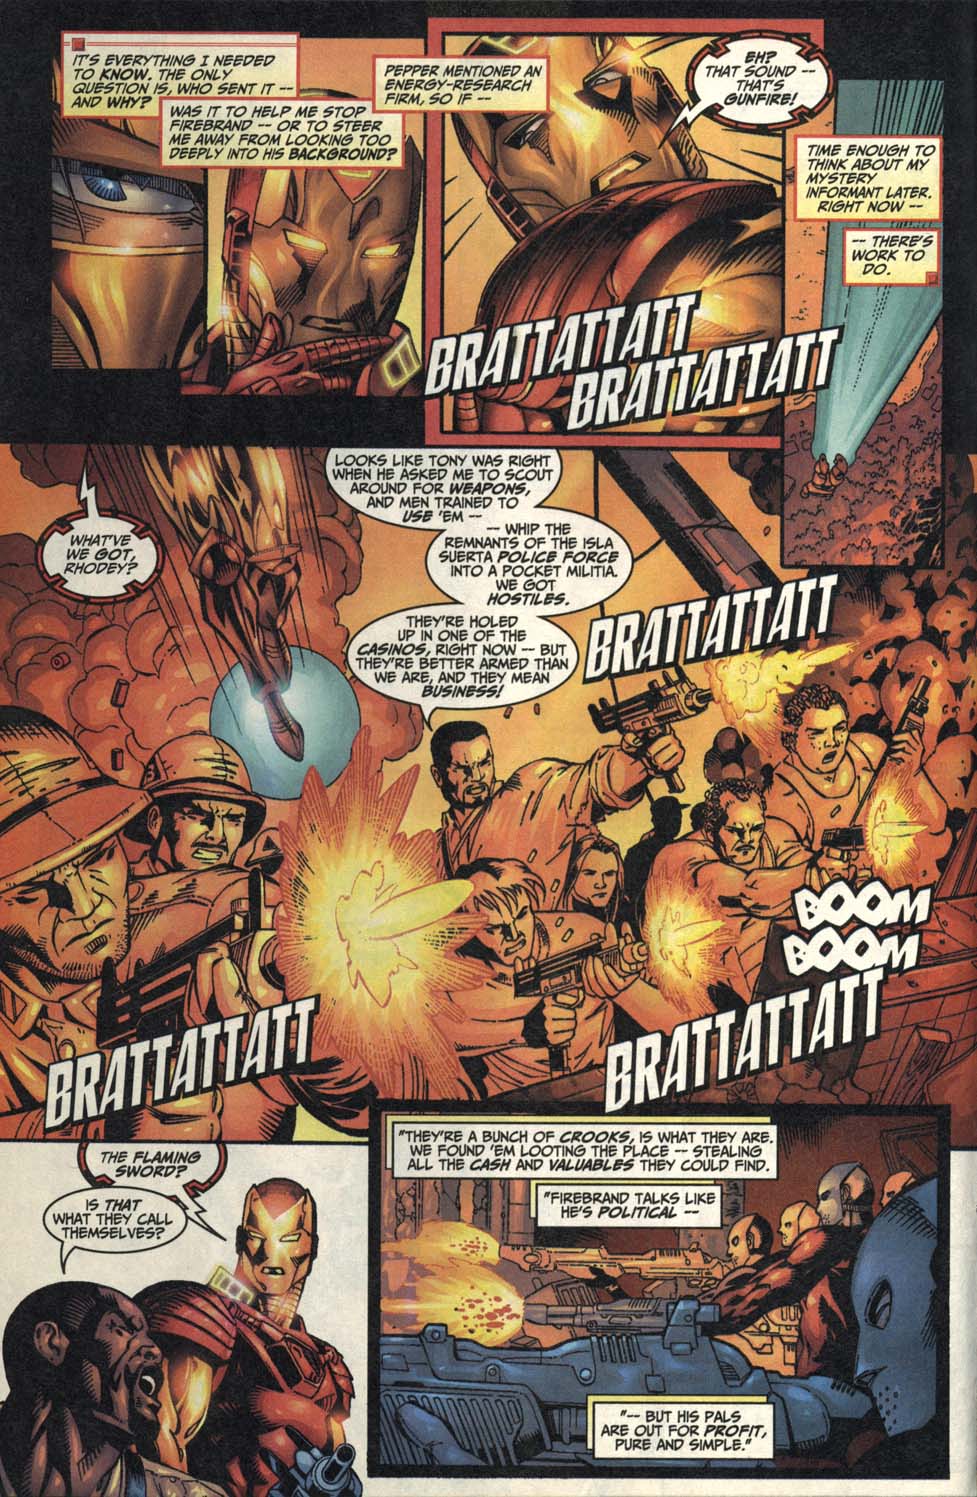 IT'S EVERYTHING I NEEDED
TO KNOW. THE ONLY
QUESTION IS, WHO SENT IT --
AND WHY?
WAS IT TO HELP ME STOP
FIREBRAND -- OR TO STEER
ME AWAY FROM LOOKING TOO
DEEPLY INTO HIS BACKGROUND?
PEPPER MENTIONED AN
ENERGY-RESEARCH
FIRM, SO IF --
EH?
THAT SOUND --
THAT'S
GUNFIRE!
BRATTATTATT
BRATTATTATT
TIME ENOUGH TO
THINK ABOUT MY
MYSTERY
INFORMANT LATER.
RIGHT NOW --
-- THERE'S
WORK TO
DO.
WHAT'VE
WE GOT,
RHODEY?
LOOKS LIKE TONY WAS RIGHT
WHEN HE ASKED ME TO SCOUT
AROUND FOR WEAPONS,
AND MEN TRAINED TO
USE 'EM --
-- WHIP THE
REMNANTS OF THE ISLA
SUERTA POLICE FORCE
INTO A POCKET MILITIA.
WE GOT
HOSTILES.
THEY'RE HOLED
UP IN ONE OF THE
CASINOS, RIGHT NOW -- BUT
THEY'RE BETTER ARMED THAN
WE ARE, AND THEY MEAN
BUSINESS!
BRATTATTATT
BOOM
BOOM
BRATTATTATT
BRATTATTATT
THE FLAMING
SWORD?
IS THAT
WHAT THEY CALL
THEMSELVES?
"THEY'RE A BUNCH OF CROOKS, IS WHAT THEY ARE.
WE FOUND 'EM LOOTING THE PLACE -- STEALING
ALL THE CASH AND VALUABLES THEY COULD FIND.
"FIREBRAND TALKS LIKE
HE'S POLITICAL --
"-- BUT HIS PALS
ARE OUT FOR PROFIT,
PURE AND SIMPLE."